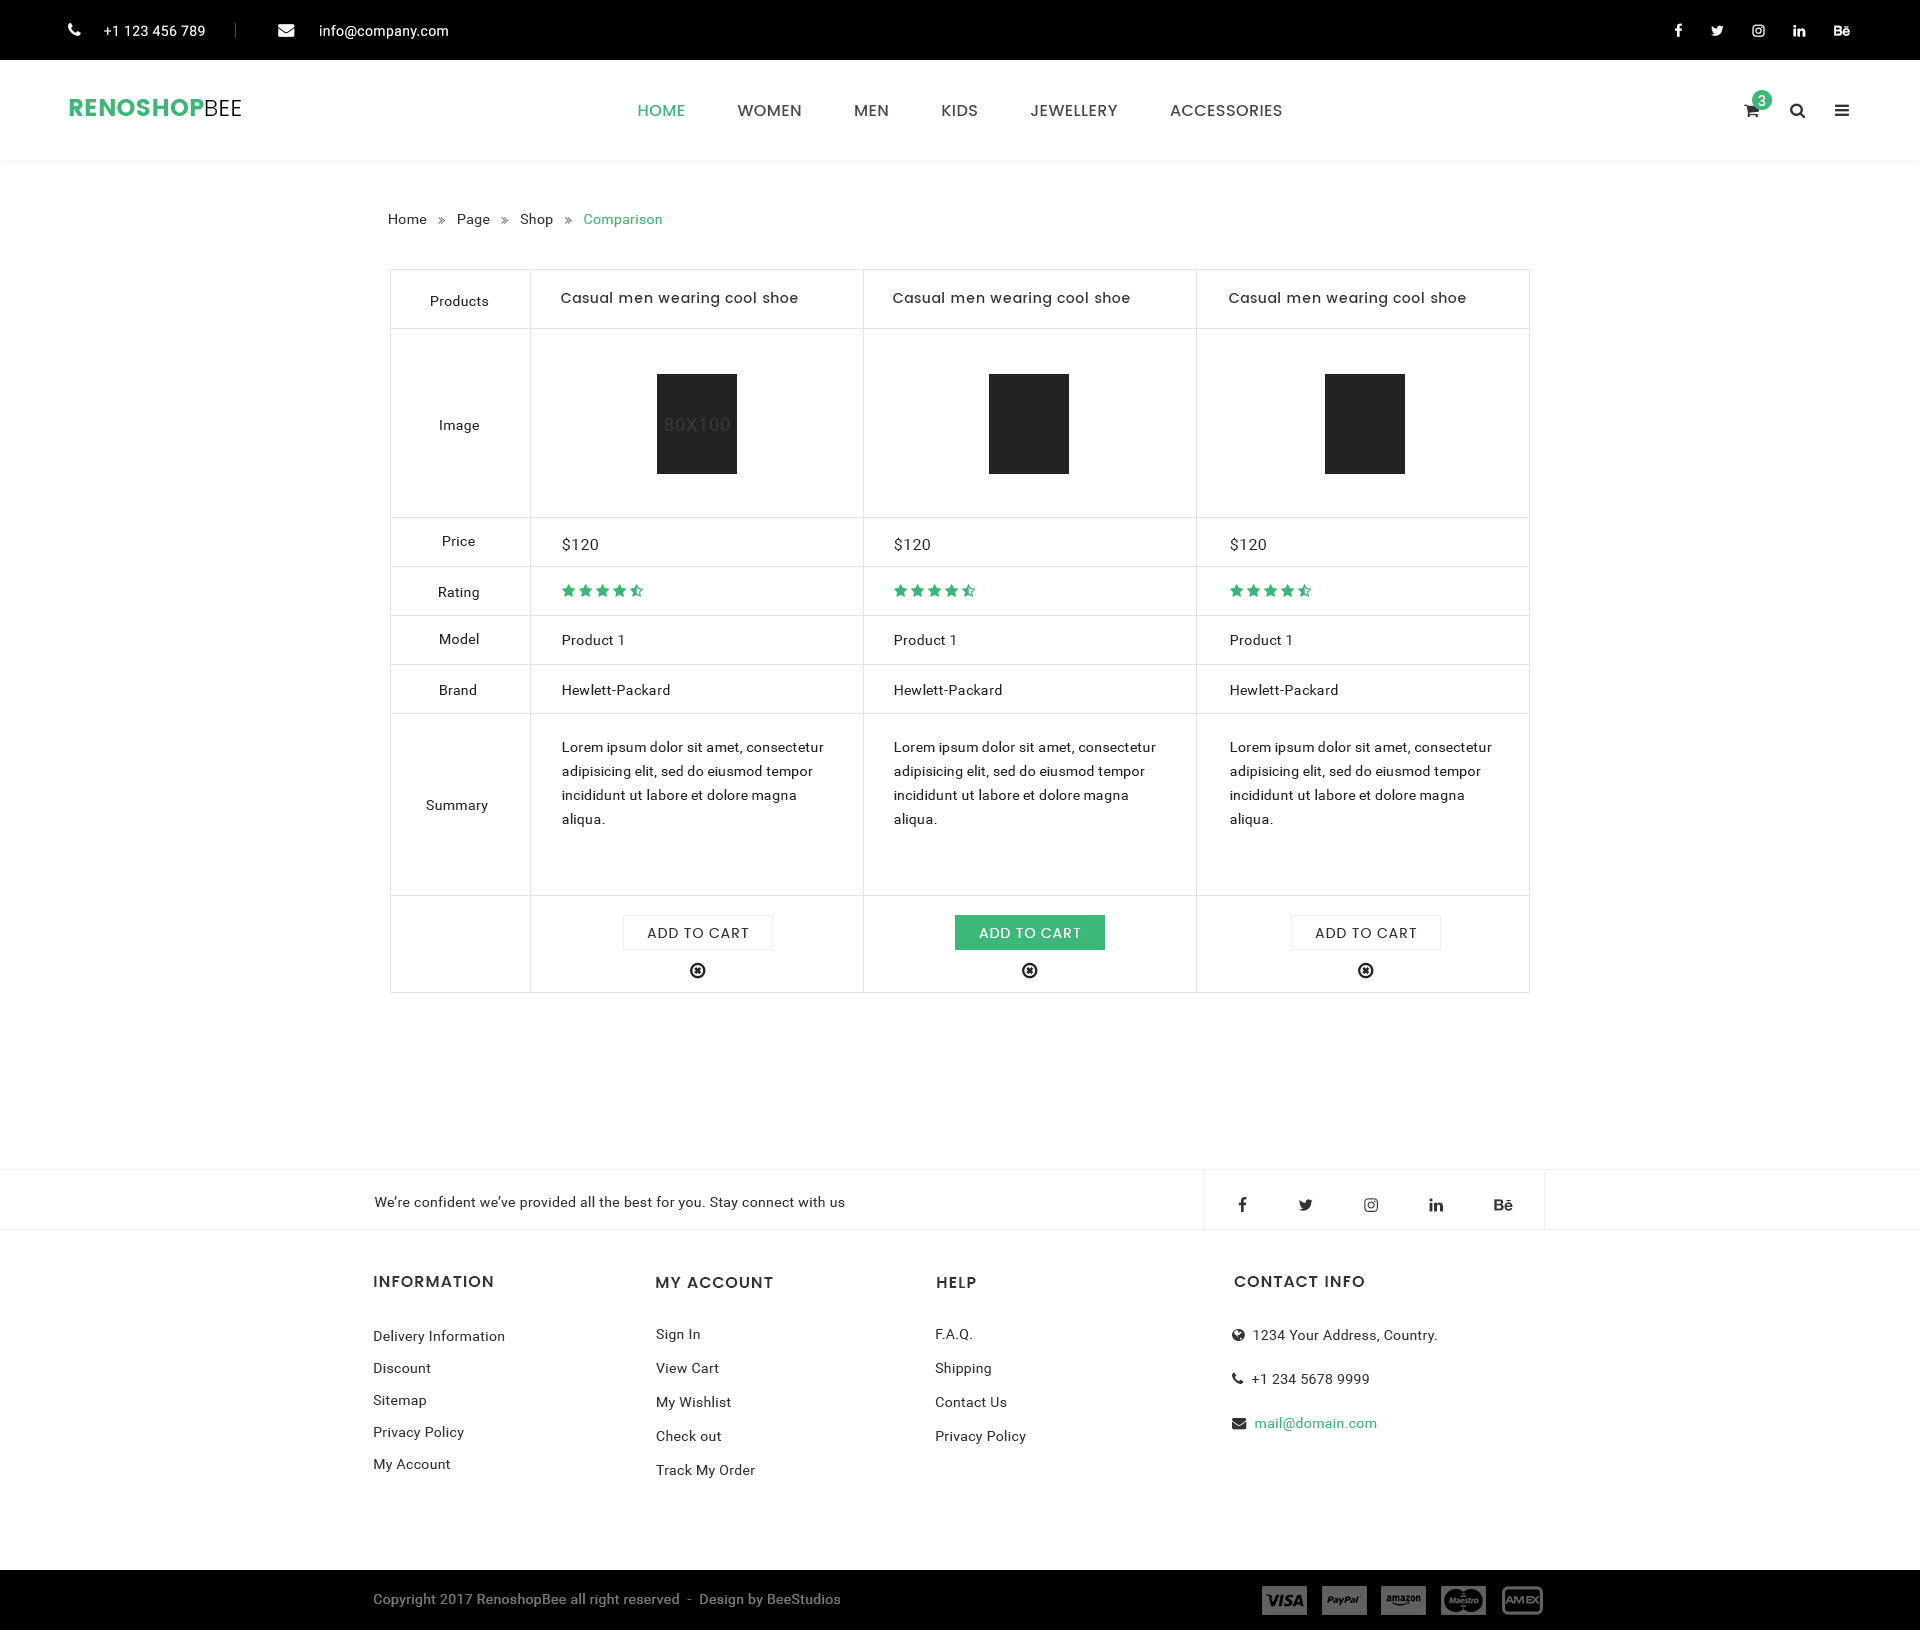 +1 123 456 789 info@company.com Bē
RENOSHOPBEE HOME WOMEN MEN KIDS JEWELLERY ACCESSORIES 3
Home » Page » Shop » Comparison
Products Casual men wearing cool shoe Casual men wearing cool shoe Casual men wearing cool shoe
Image 80X100
Price $120 $120 $120
Rating
Model Product 1 Product 1 Product 1
Brand Hewlett-Packard Hewlett-Packard Hewlett-Packard
Summary
Lorem ipsum dolor sit amet, consectetur
adipisicing elit, sed do eiusmod tempor
incididunt ut labore et dolore magna
aliqua.
Lorem ipsum dolor sit amet, consectetur
adipisicing elit, sed do eiusmod tempor
incididunt ut labore et dolore magna
aliqua.
Lorem ipsum dolor sit amet, consectetur
adipisicing elit, sed do eiusmod tempor
incididunt ut labore et dolore magna
aliqua.
ADD TO CART ADD TO CART ADD TO CART
We’re confident we’ve provided all the best for you. Stay connect with us Bē
INFORMATION
Delivery Information
Discount
Sitemap
Privacy Policy
My Account
MY ACCOUNT
Sign In
View Cart
My Wishlist
Check out
Track My Order
HELP
F.A.Q.
Shipping
Contact Us
Privacy Policy
CONTACT INFO
1234 Your Address, Country.
+1 234 5678 9999
mail@domain.com
Copyright 2017 RenoshopBee all right reserved - Design by BeeStudios VISA PayPal amazon Maestro AMEX